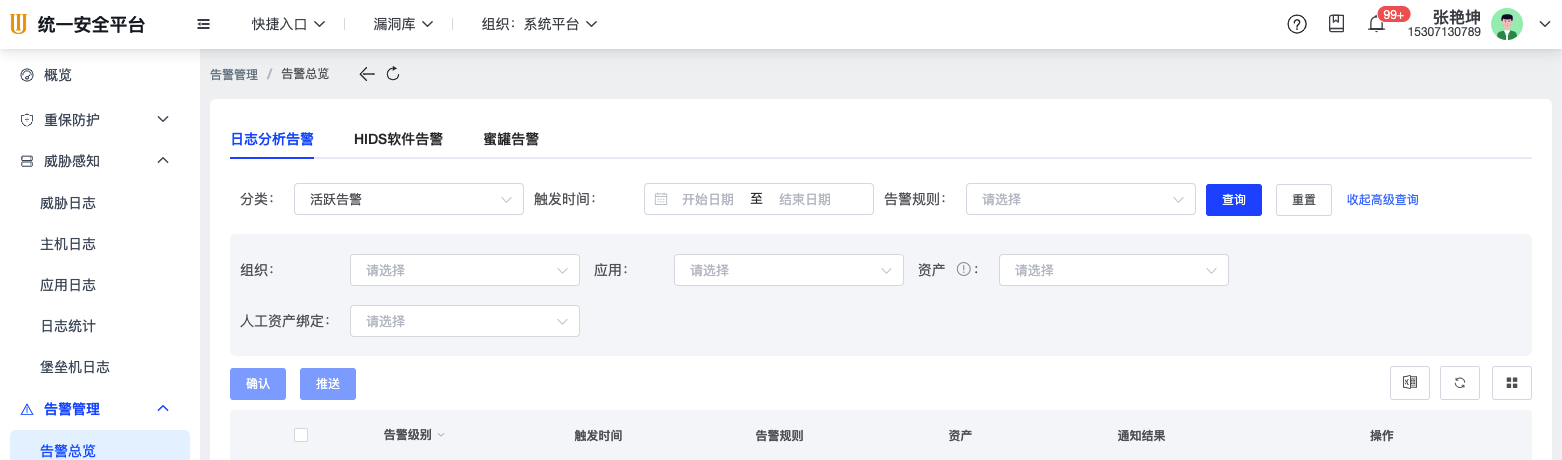 统一安全平台 快捷入口 漏洞库 组织：系统平台 99+ 张艳坤
15307130789
概览
重保防护
威胁感知
威胁日志
主机日志
应用日志
日志统计
堡垒机日志
告警管理
告警总览
告警管理 / 告警总览
日志分析告警 HIDS软件告警 蜜罐告警
分类： 活跃告警 触发时间： 开始日期 至 结束日期 告警规则： 请选择 查询 重置 收起高级查询
组织： 请选择 应用： 请选择 资产 ： 请选择
人工资产绑定： 请选择
确认 推送
告警级别 触发时间 告警规则 资产 通知结果 操作